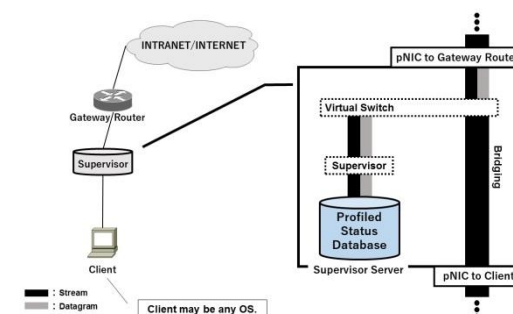 INTRANET/INTERNET
Gateway/Router
Supervisor
Client
: Stream
: Datagram
Client may be any OS.
pNIC to Gateway Route
Virtual Switch
Supervisor
Profiled
Status
Database
Supervisor Server
Bridging
pNIC to Client